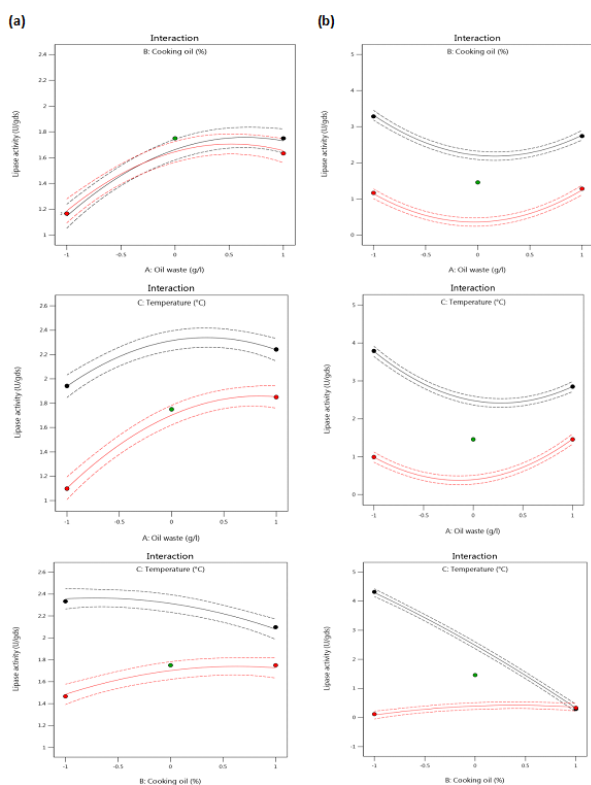 (a)
Interaction
B: Cooking oil (%)
2.4
2.2
2
1.8
1.6
1.4
1.2
1
Lipase activity (U/gds)
2
-1
-0.5
0
0.5
1
A: Oil waste (g/l)
Interaction
C: Temperature (°C)
2.6
2.4
2.2
2
1.8
1.6
1.4
1.2
1
Lipase activity (U/gds)
-1
-0.5
0
0.5
1
A: Oil waste (g/l)
Interaction
C: Temperature (°C)
2.6
2.4
2.2
2
1.8
1.6
1.4
1.2
1
Lipase activity (U/gds)
-1
-0.5
0
0.5
1
B: Cooking oil (%)
(b)
Interaction
B: Cooking oil (%)
5
4
3
2
1
0
Lipase activity (U/gds)
-1
-0.5
0
0.5
1
A: Oil waste (g/l)
Interaction
C: Temperature (°C)
5
4
3
2
1
0
Lipase activity (U/gds)
-1
-0.5
0
0.5
1
A: Oil waste (g/l)
Interaction
C: Temperature (°C)
5
4
3
2
1
0
-1
Lipase activity (U/gds)
-1
-0.5
0
0.5
1
B: Cooking oil (%)